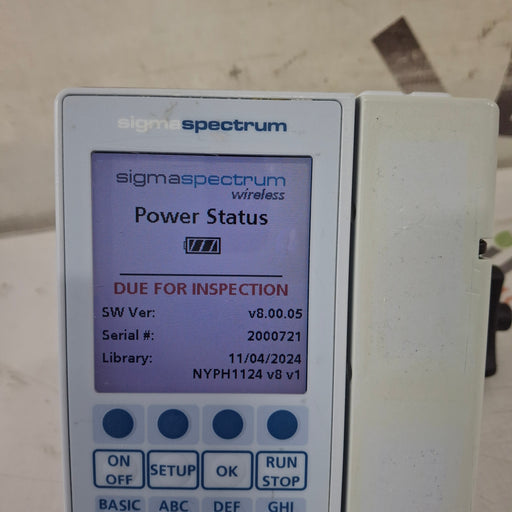 sigmaspectrum
sigmaspectrum
wireless
Power Status
DUE FOR INSPECTION
SW Ver: v8.00.05
Serial #: 2000721
Library: 11/04/2024
NYPH1124 v8 v1
ON OFF SETUP OK RUN STOP
BASIC ABC DEF GHI